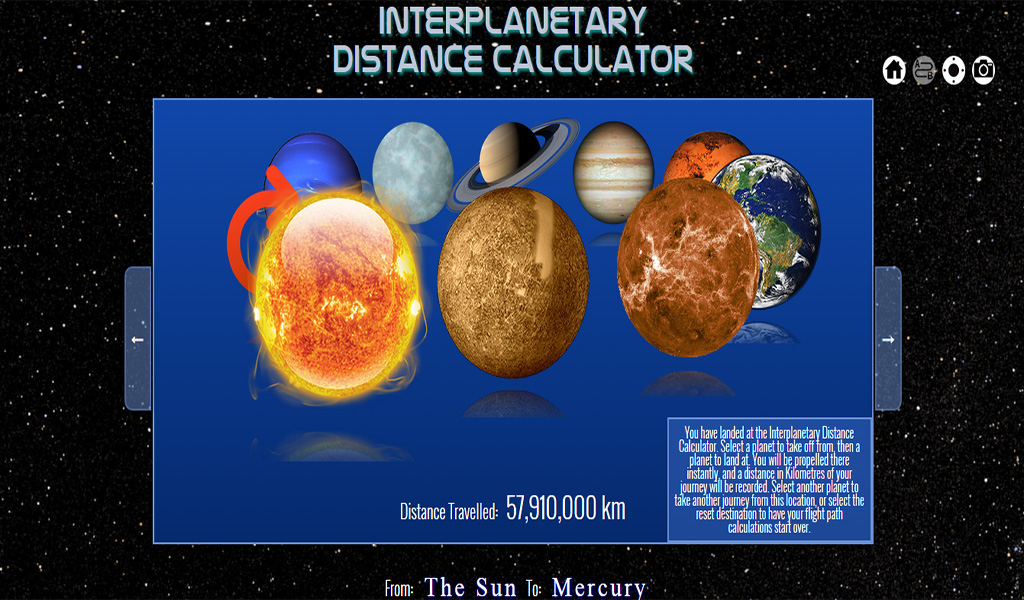 INTERPLANETARY
DISTANCE CALCULATOR
A
B
←
→
You have landed at the Interplanetary Distance
Calculator. Select a planet to take off from, then a
planet to land at. You will be propelled there
instantly, and a distance in Kilometres of your
journey will be recorded. Select another planet to
take another journey from this location, or select the
reset destination to have your flight path
calculations start over.
Distance Travelled: 57,910,000 km
From: The Sun To: Mercury